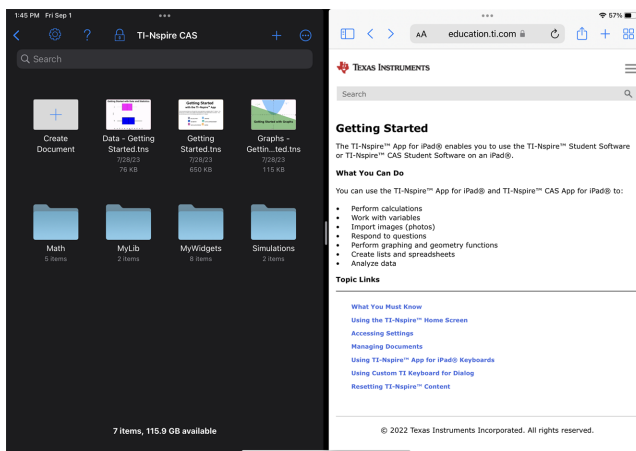 1:45 PM Fri Sep 1
TI-Nspire CAS
Search
Create
Document
Data - Getting
Started.tns
7/28/23
76 KB
Getting
Started.tns
7/28/23
650 KB
Graphs -
Gettin...ted.tns
7/28/23
115 KB
Math
5 items
MyLib
2 items
MyWidgets
8 items
Simulations
2 items
7 items, 115.9 GB available
57%
AA
education.ti.com
TEXAS INSTRUMENTS
Search
Getting Started
The TI-Nspire™ App for iPad® enables you to use the TI-Nspire™ Student Software
or TI-Nspire™ CAS Student Software on an iPad®.
What You Can Do
You can use the TI-Nspire™ App for iPad® and TI-Nspire™ CAS App for iPad® to:
• Perform calculations
• Work with variables
• Import images (photos)
• Respond to questions
• Perform graphing and geometry functions
• Create lists and spreadsheets
• Analyze data
Topic Links
What You Must Know
Using the TI-Nspire™ Home Screen
Accessing Settings
Managing Documents
Using TI-Nspire™ App for iPad® Keyboards
Using Custom TI Keyboard for Dialog
Resetting TI-Nspire™ Content
© 2022 Texas Instruments Incorporated. All rights reserved.